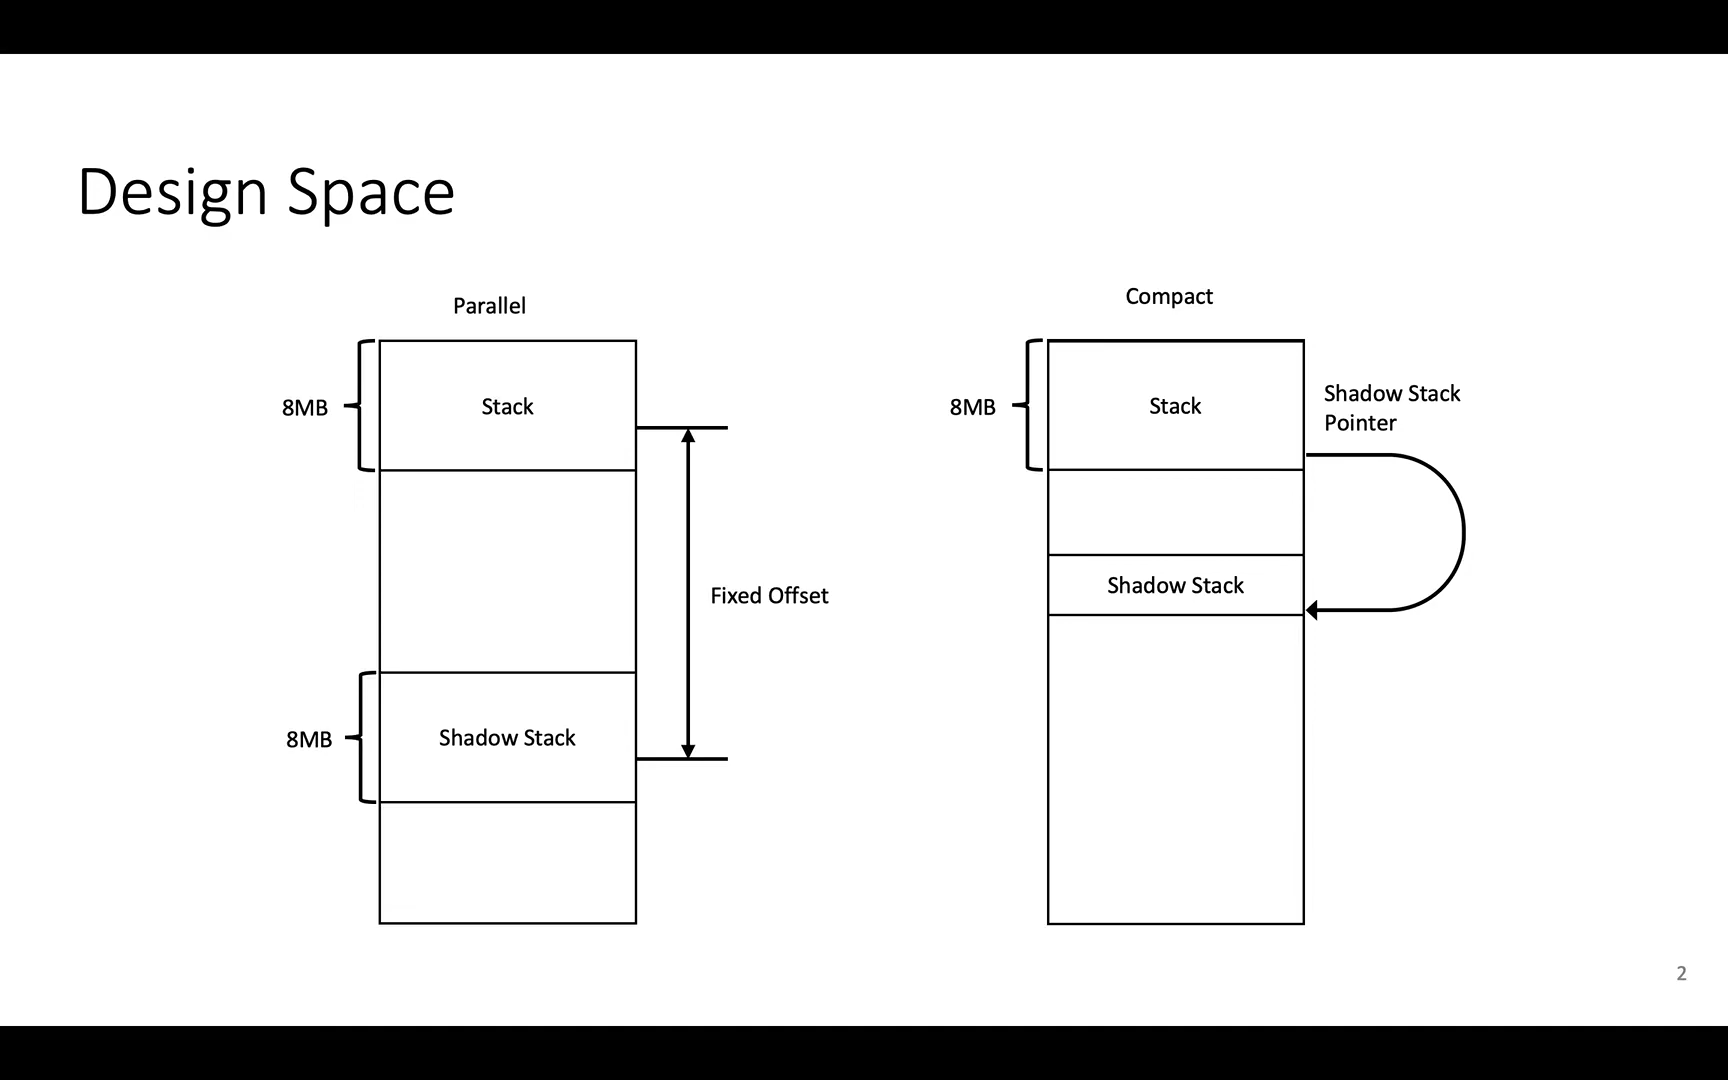 Design Space
Parallel
8MB
Stack
Fixed Offset
8MB
Shadow Stack
Compact
8MB
Stack
Shadow Stack
Pointer
Shadow Stack
2